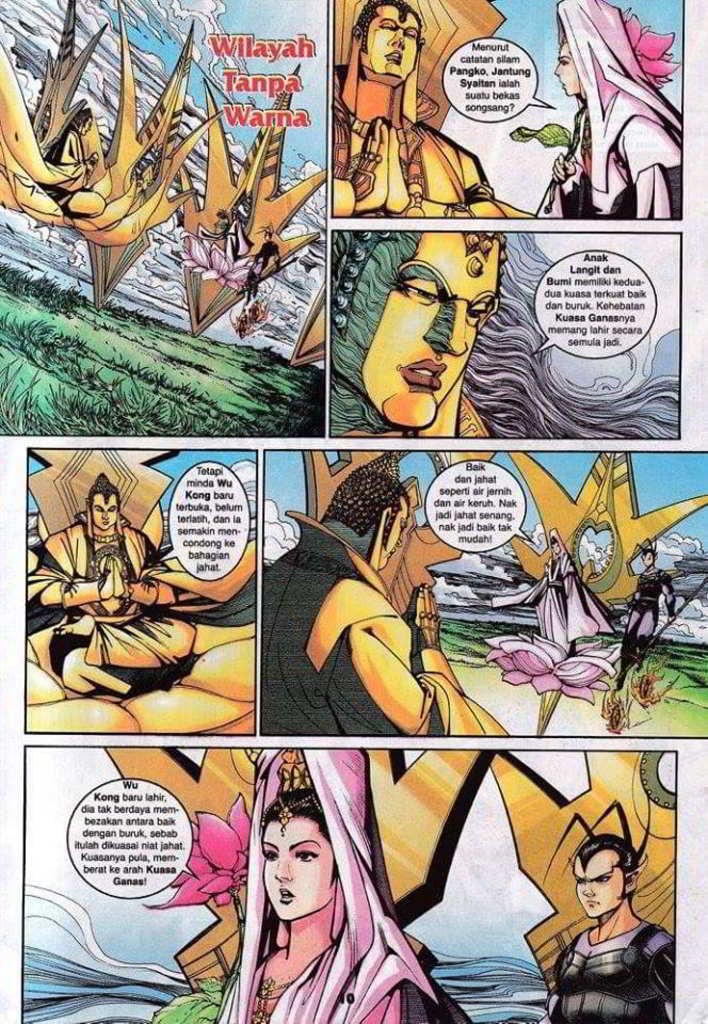 Wilayah
Tanpa
Warna
Menurut
catatan silam
Pangko, Jantung
Syaitan ialah
suatu bekas
songsang?
Anak
Langit dan
Bumi memiliki kedua-
dua kuasa terkuat baik
dan buruk. Kehebatan
Kuasa Ganasnya
memang lahir secara
semula jadi.
Tetapi
minda Wu
Kong baru
terbuka, belum
terlatih, dan ia
semakin men-
condong ke
bahagian
jahat.
Baik
dan jahat
seperti air jernih
dan air keruh. Nak
jadi jahat senang,
nak jadi baik tak
mudah!
Wu
Kong baru lahir,
dia tak berdaya mem-
bezakan antara baik
dengan buruk, sebab
itulah dikuasai niat jahat.
Kuasanya pula, mem-
berat ke arah Kuasa
Ganas!
10